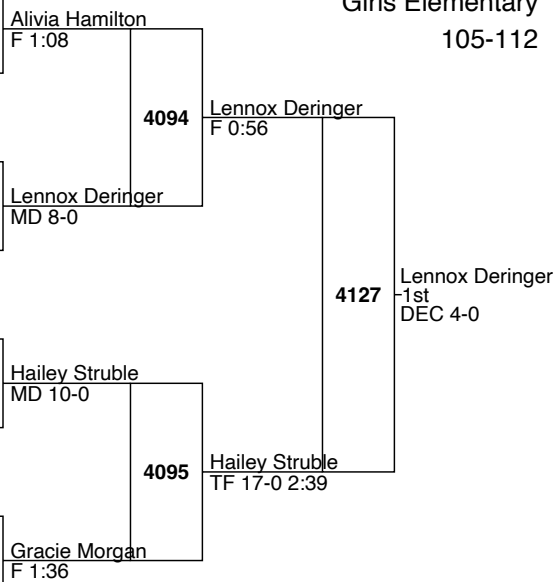 Girls Elementary
105-112
Alivia Hamilton
F 1:08
4094
Lennox Deringer
F 0:56
Lennox Deringer
MD 8-0
4127
Lennox Deringer
1st
DEC 4-0
Hailey Struble
MD 10-0
4095
Hailey Struble
TF 17-0 2:39
Gracie Morgan
F 1:36